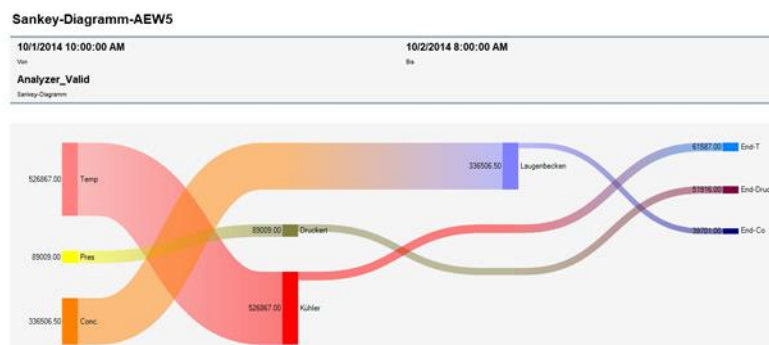 Sankey-Diagramm-AEW5
10/1/2014 10:00:00 AM
10/2/2014 8:00:00 AM
Von
Bis
Analyzer_Valid
Sankey-Diagramm
526867.00 Temp
336506.50 Laugenbecken
61587.00 End-T
51916.00 End-Druc
89009.00 Druckert
39701.00 End-Co
89009.00 Pres
526867.00 Kühler
336506.50 Conc.